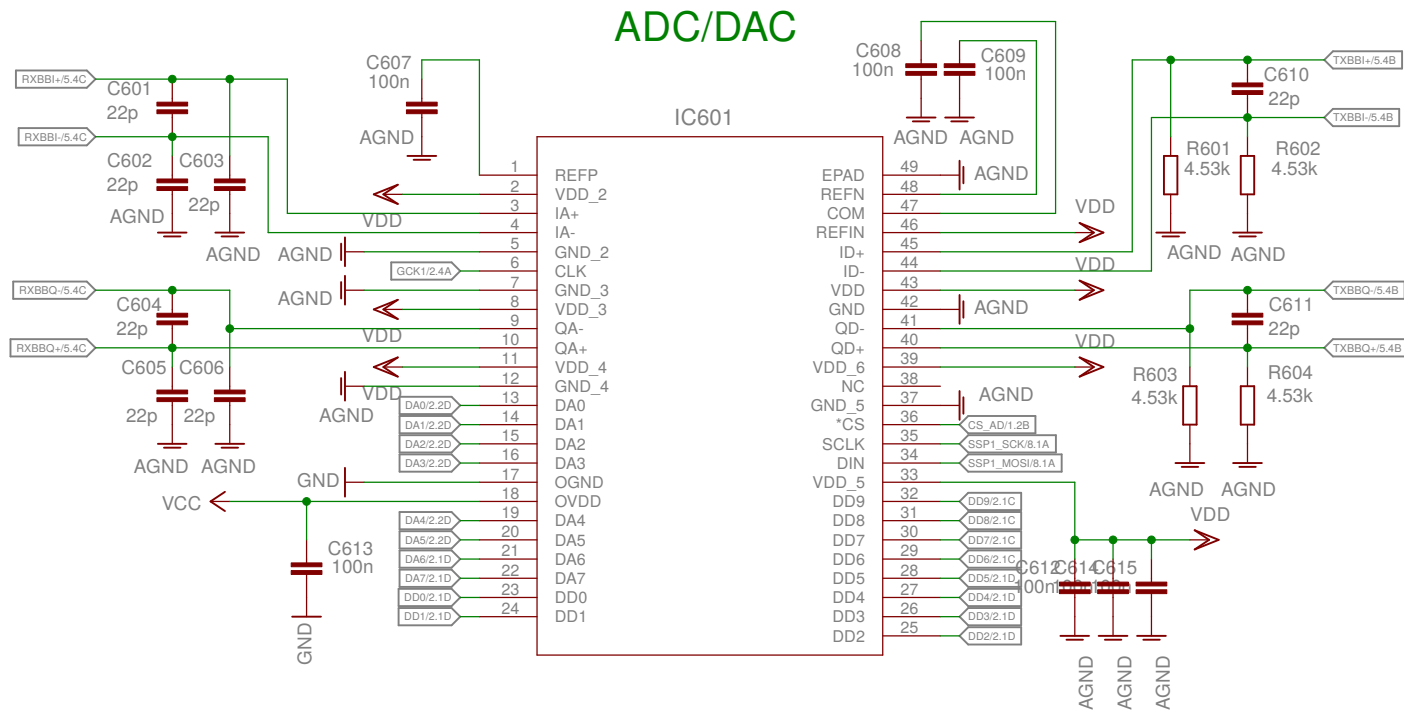 ADC/DAC
RXBBI+/5.4C
C601
22p
RXBBI-/5.4C
C602
22p
C603
22p
AGND
AGND
C607
100n
AGND
C608
100n
C609
100n
AGND
AGND
TXBBI+/5.4B
C610
22p
TXBBI-/5.4B
R601
4.53k
R602
4.53k
AGND
AGND
IC601
1 REFP
2 VDD_2
3 IA+
4 IA-
5 GND_2
6 CLK
7 GND_3
8 VDD_3
9 QA-
10 QA+
11 VDD_4
12 GND_4
13 DA0
14 DA1
15 DA2
16 DA3
17 OGND
18 OVDD
19 DA4
20 DA5
21 DA6
22 DA7
23 DD0
24 DD1
EPAD 49
REFN 48
COM 47
REFIN 46
ID+ 45
ID- 44
VDD 43
GND 42
QD- 41
QD+ 40
VDD_6 39
NC 38
GND_5 37
*CS 36
SCLK 35
DIN 34
VDD_5 33
DD9 32
DD8 31
DD7 30
DD6 29
DD5 28
DD4 27
DD3 26
DD2 25
VDD
AGND
GCK1/2.4A
AGND
VDD
VDD
AGND
RXBBQ-/5.4C
C604
22p
RXBBQ+/5.4C
C605
22p
C606
22p
AGND
AGND
DA0/2.2D
DA1/2.2D
DA2/2.2D
DA3/2.2D
GND
VCC
DA4/2.2D
DA5/2.2D
DA6/2.1D
DA7/2.1D
DD0/2.1D
DD1/2.1D
C613
100n
GND
AGND
VDD
VDD
AGND
VDD
AGND
TXBBQ-/5.4B
C611
22p
TXBBQ+/5.4B
R603
4.53k
R604
4.53k
AGND
AGND
CS_AD/1.2B
SSP1_SCK/8.1A
SSP1_MOSI/8.1A
DD9/2.1C
DD8/2.1C
DD7/2.1C
DD6/2.1C
DD5/2.1D
DD4/2.1D
DD3/2.1D
DD2/2.1D
VDD
C612
100n
C614
C615
AGND
AGND
AGND